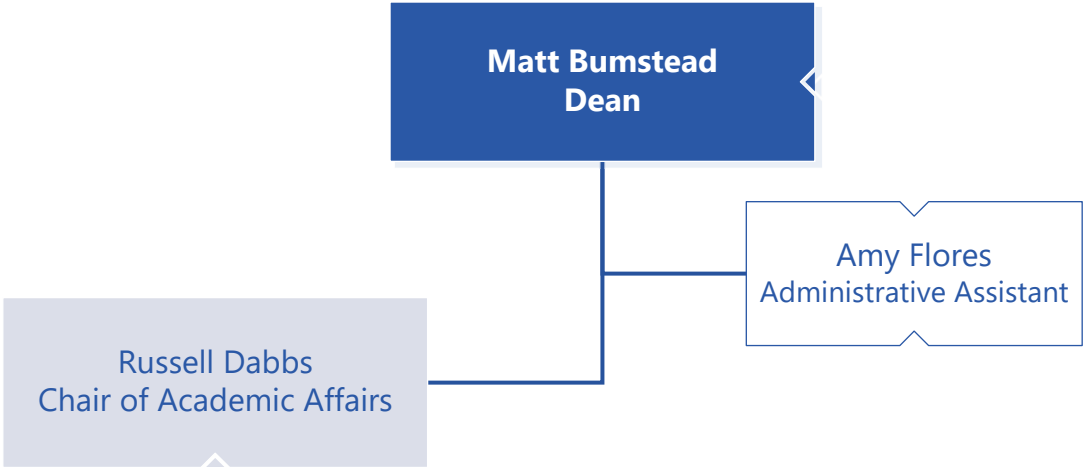 Matt Bumstead
Dean
Amy Flores
Administrative Assistant
Russell Dabbs
Chair of Academic Affairs